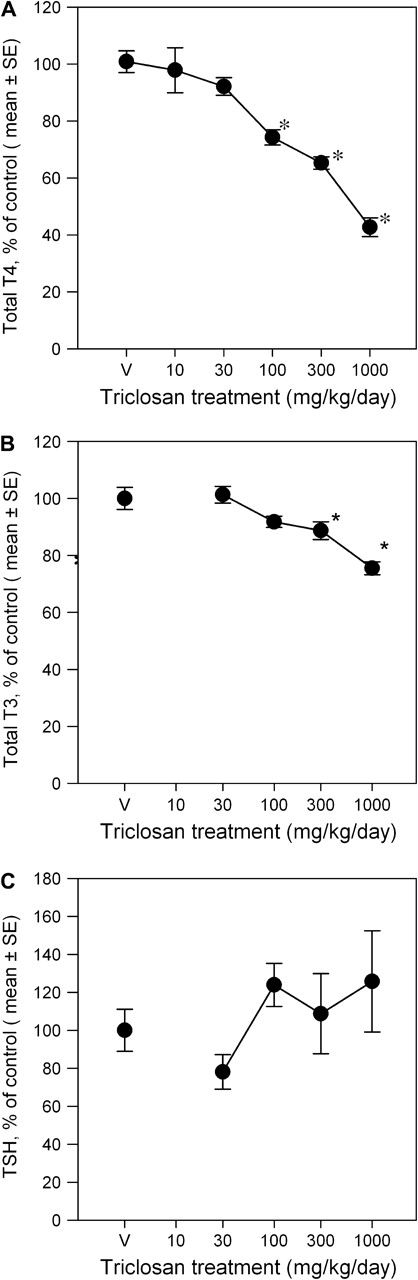 A
Total T4, % of control ( mean ± SE)
120
100
80
60
40
20
0
* * *
V 10 30 100 300 1000
Triclosan treatment (mg/kg/day)
B
Total T3, % of control ( mean ± SE)
120
100
80
60
40
20
0
* *
V 10 30 100 300 1000
Triclosan treatment (mg/kg/day)
C
TSH, % of control ( mean ± SE)
180
160
140
120
100
80
60
40
20
0
V 10 30 100 300 1000
Triclosan treatment (mg/kg/day)